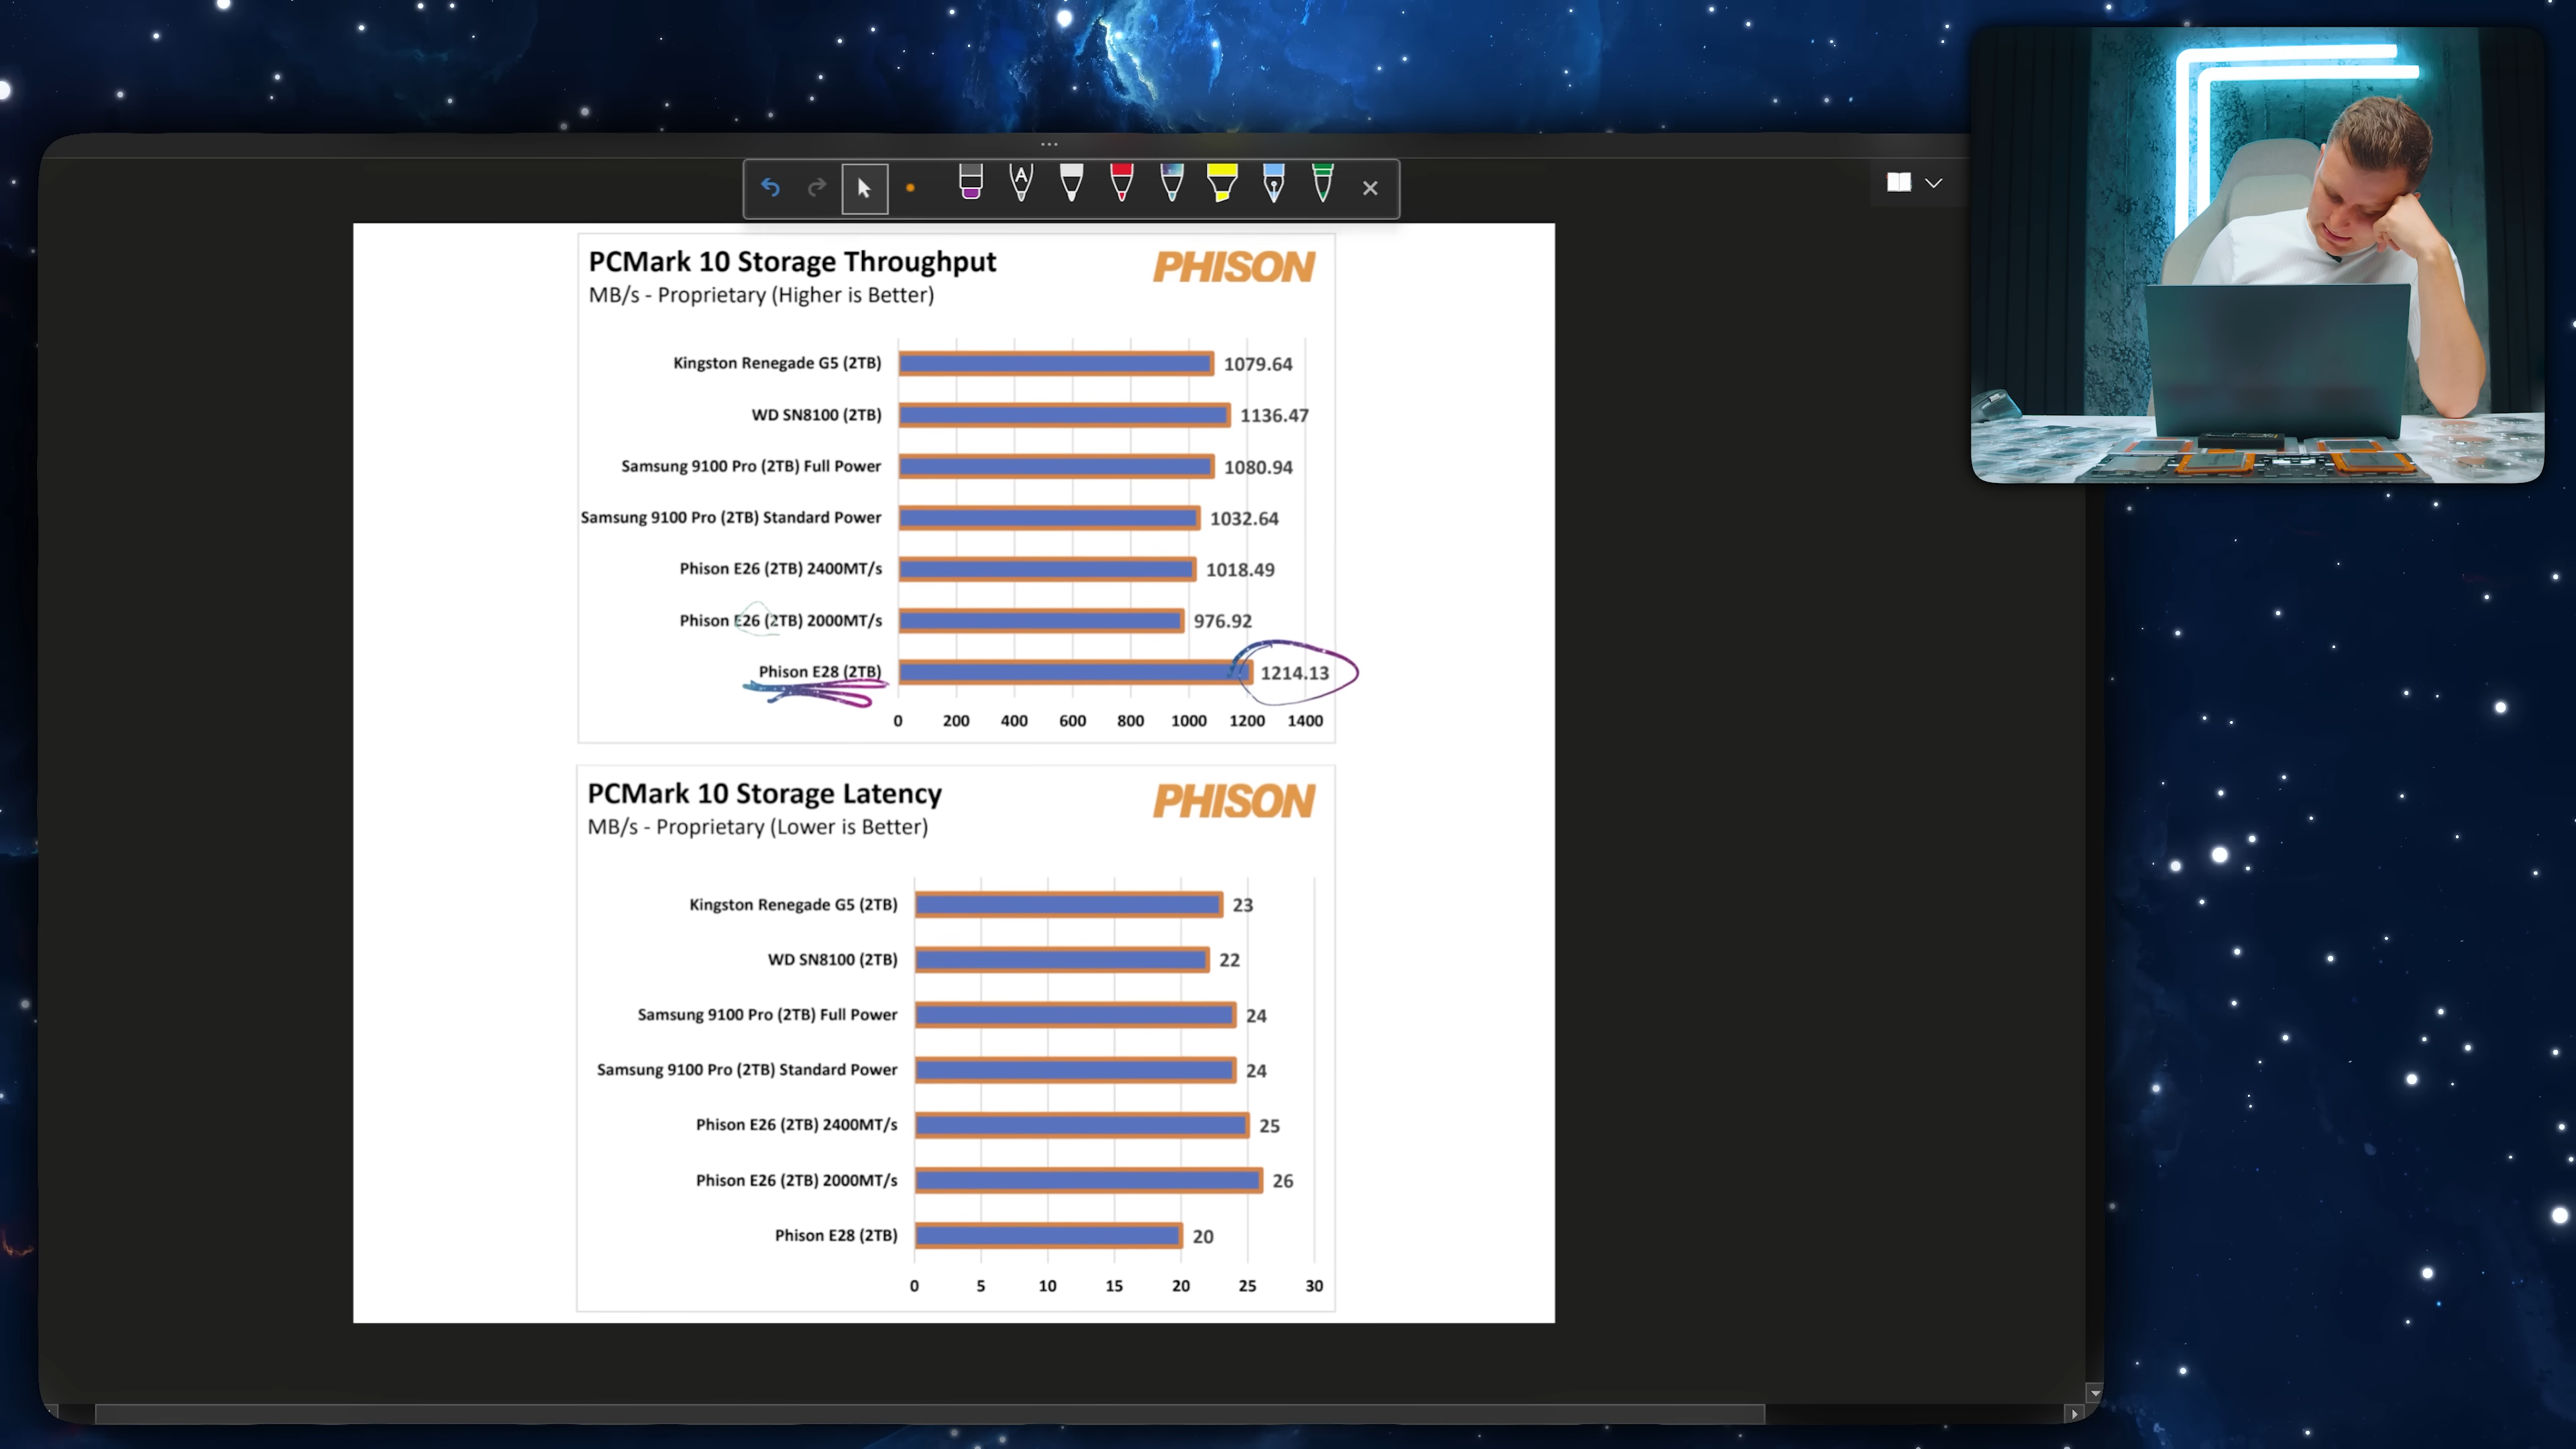 A
PCMark 10 Storage Throughput
PHISON
MB/s - Proprietary (Higher is Better)
Kingston Renegade G5 (2TB) 1079.64
WD SN8100 (2TB) 1136.47
Samsung 9100 Pro (2TB) Full Power 1080.94
Samsung 9100 Pro (2TB) Standard Power 1032.64
Phison E26 (2TB) 2400MT/s 1018.49
Phison E26 (2TB) 2000MT/s 976.92
Phison E28 (2TB) 1214.13
0 200 400 600 800 1000 1200 1400
PCMark 10 Storage Latency
PHISON
MB/s - Proprietary (Lower is Better)
Kingston Renegade G5 (2TB) 23
WD SN8100 (2TB) 22
Samsung 9100 Pro (2TB) Full Power 24
Samsung 9100 Pro (2TB) Standard Power 24
Phison E26 (2TB) 2400MT/s 25
Phison E26 (2TB) 2000MT/s 26
Phison E28 (2TB) 20
0 5 10 15 20 25 30